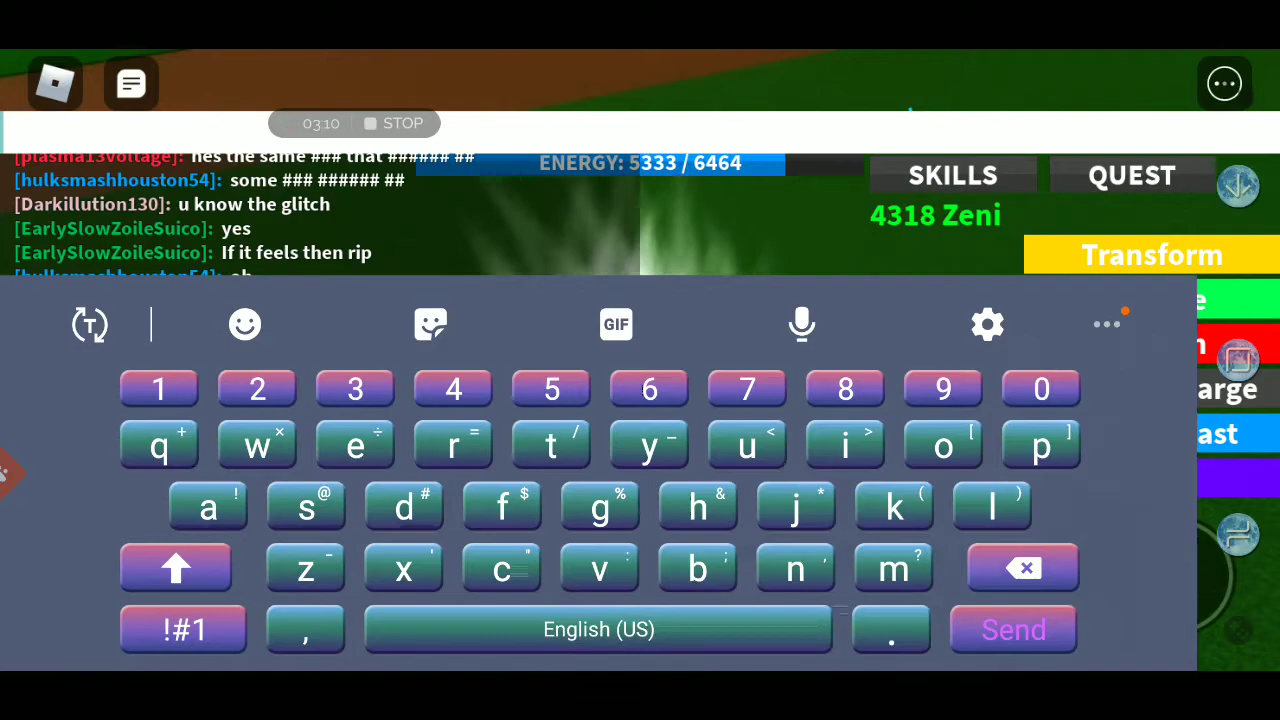 03:10 STOP
[plasma13voltage]: hes the same ### that ###### ##
ENERGY: 5333 / 6464
SKILLS
QUEST
[hulksmashhouston54]: some ### ###### ##
[Darkillution130]: u know the glitch
4318 Zeni
[EarlySlowZoileSuico]: yes
[EarlySlowZoileSuico]: If it feels then rip
Transform
[hulksmashhouston54]: oh
e
T
GIF
arge
ast
1 2 3 4 5 6 7 8 9 0
q + w × e ÷ r = t / y _ u < i > o [ p ]
a ! s @ d # f $ g % h & j * k ( l )
z - x ' c " v : b ; n , m ?
!#1 , English (US) . Send